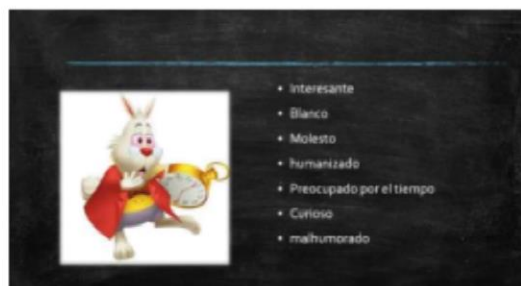 • Interesante
• Blanco
• Molesto
• humanizado
• Preocupado por el tiempo
• Curioso
• malhumorado